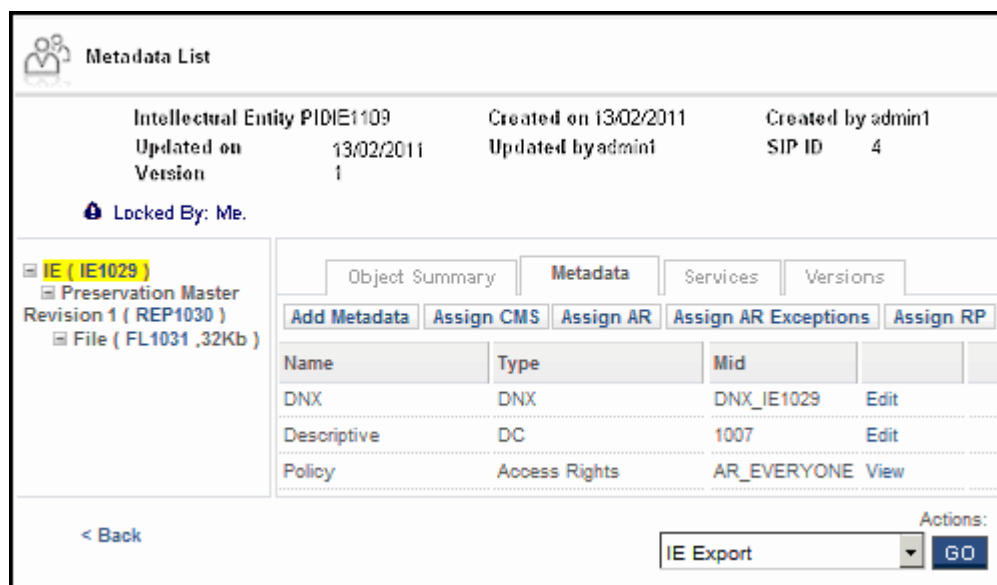 Metadata List
Intellectual Entity PID IE1109 Created on 13/02/2011 Created by admin1
Updated on 13/02/2011 Updated by admin1 SIP ID 4
Version 1
Locked By: Me.
IE ( IE1029 )
Preservation Master
Revision 1 ( REP1030 )
File ( FL1031 ,32Kb )
Object Summary Metadata Services Versions
Add Metadata Assign CMS Assign AR Assign AR Exceptions Assign RP
Name Type Mid
DNX DNX DNX_IE1029 Edit
Descriptive DC 1007 Edit
Policy Access Rights AR_EVERYONE View
< Back
Actions:
IE Export GO